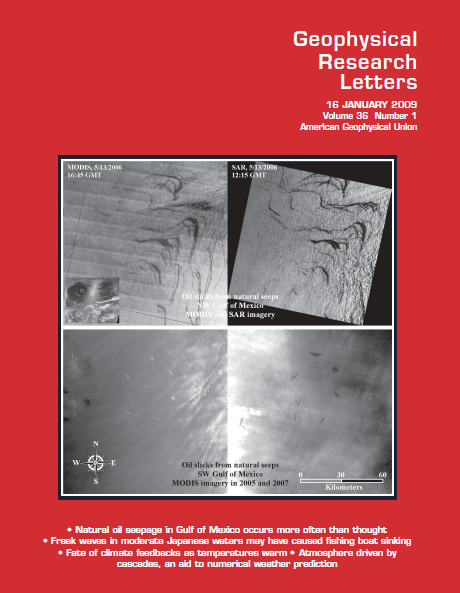 Geophysical
Research
Letters
16 JANUARY 2009
Volume 36 Number 1
American Geophysical Union
MODIS, 5/13/2006
16:45 GMT
SAR, 5/13/2006
12:15 GMT
Oil slicks from natural seeps
NW Gulf of Mexico
MODIS and SAR imagery
N
W
E
S
Oil slicks from natural seeps
SW Gulf of Mexico
MODIS imagery in 2005 and 2007
0 30 60
Kilometers
• Natural oil seepage in Gulf of Mexico occurs more often than thought
• Freak waves in moderate Japanese waters may have caused fishing boat sinking
• Fate of climate feedbacks as temperatures warm • Atmosphere driven by
cascades, an aid to numerical weather prediction